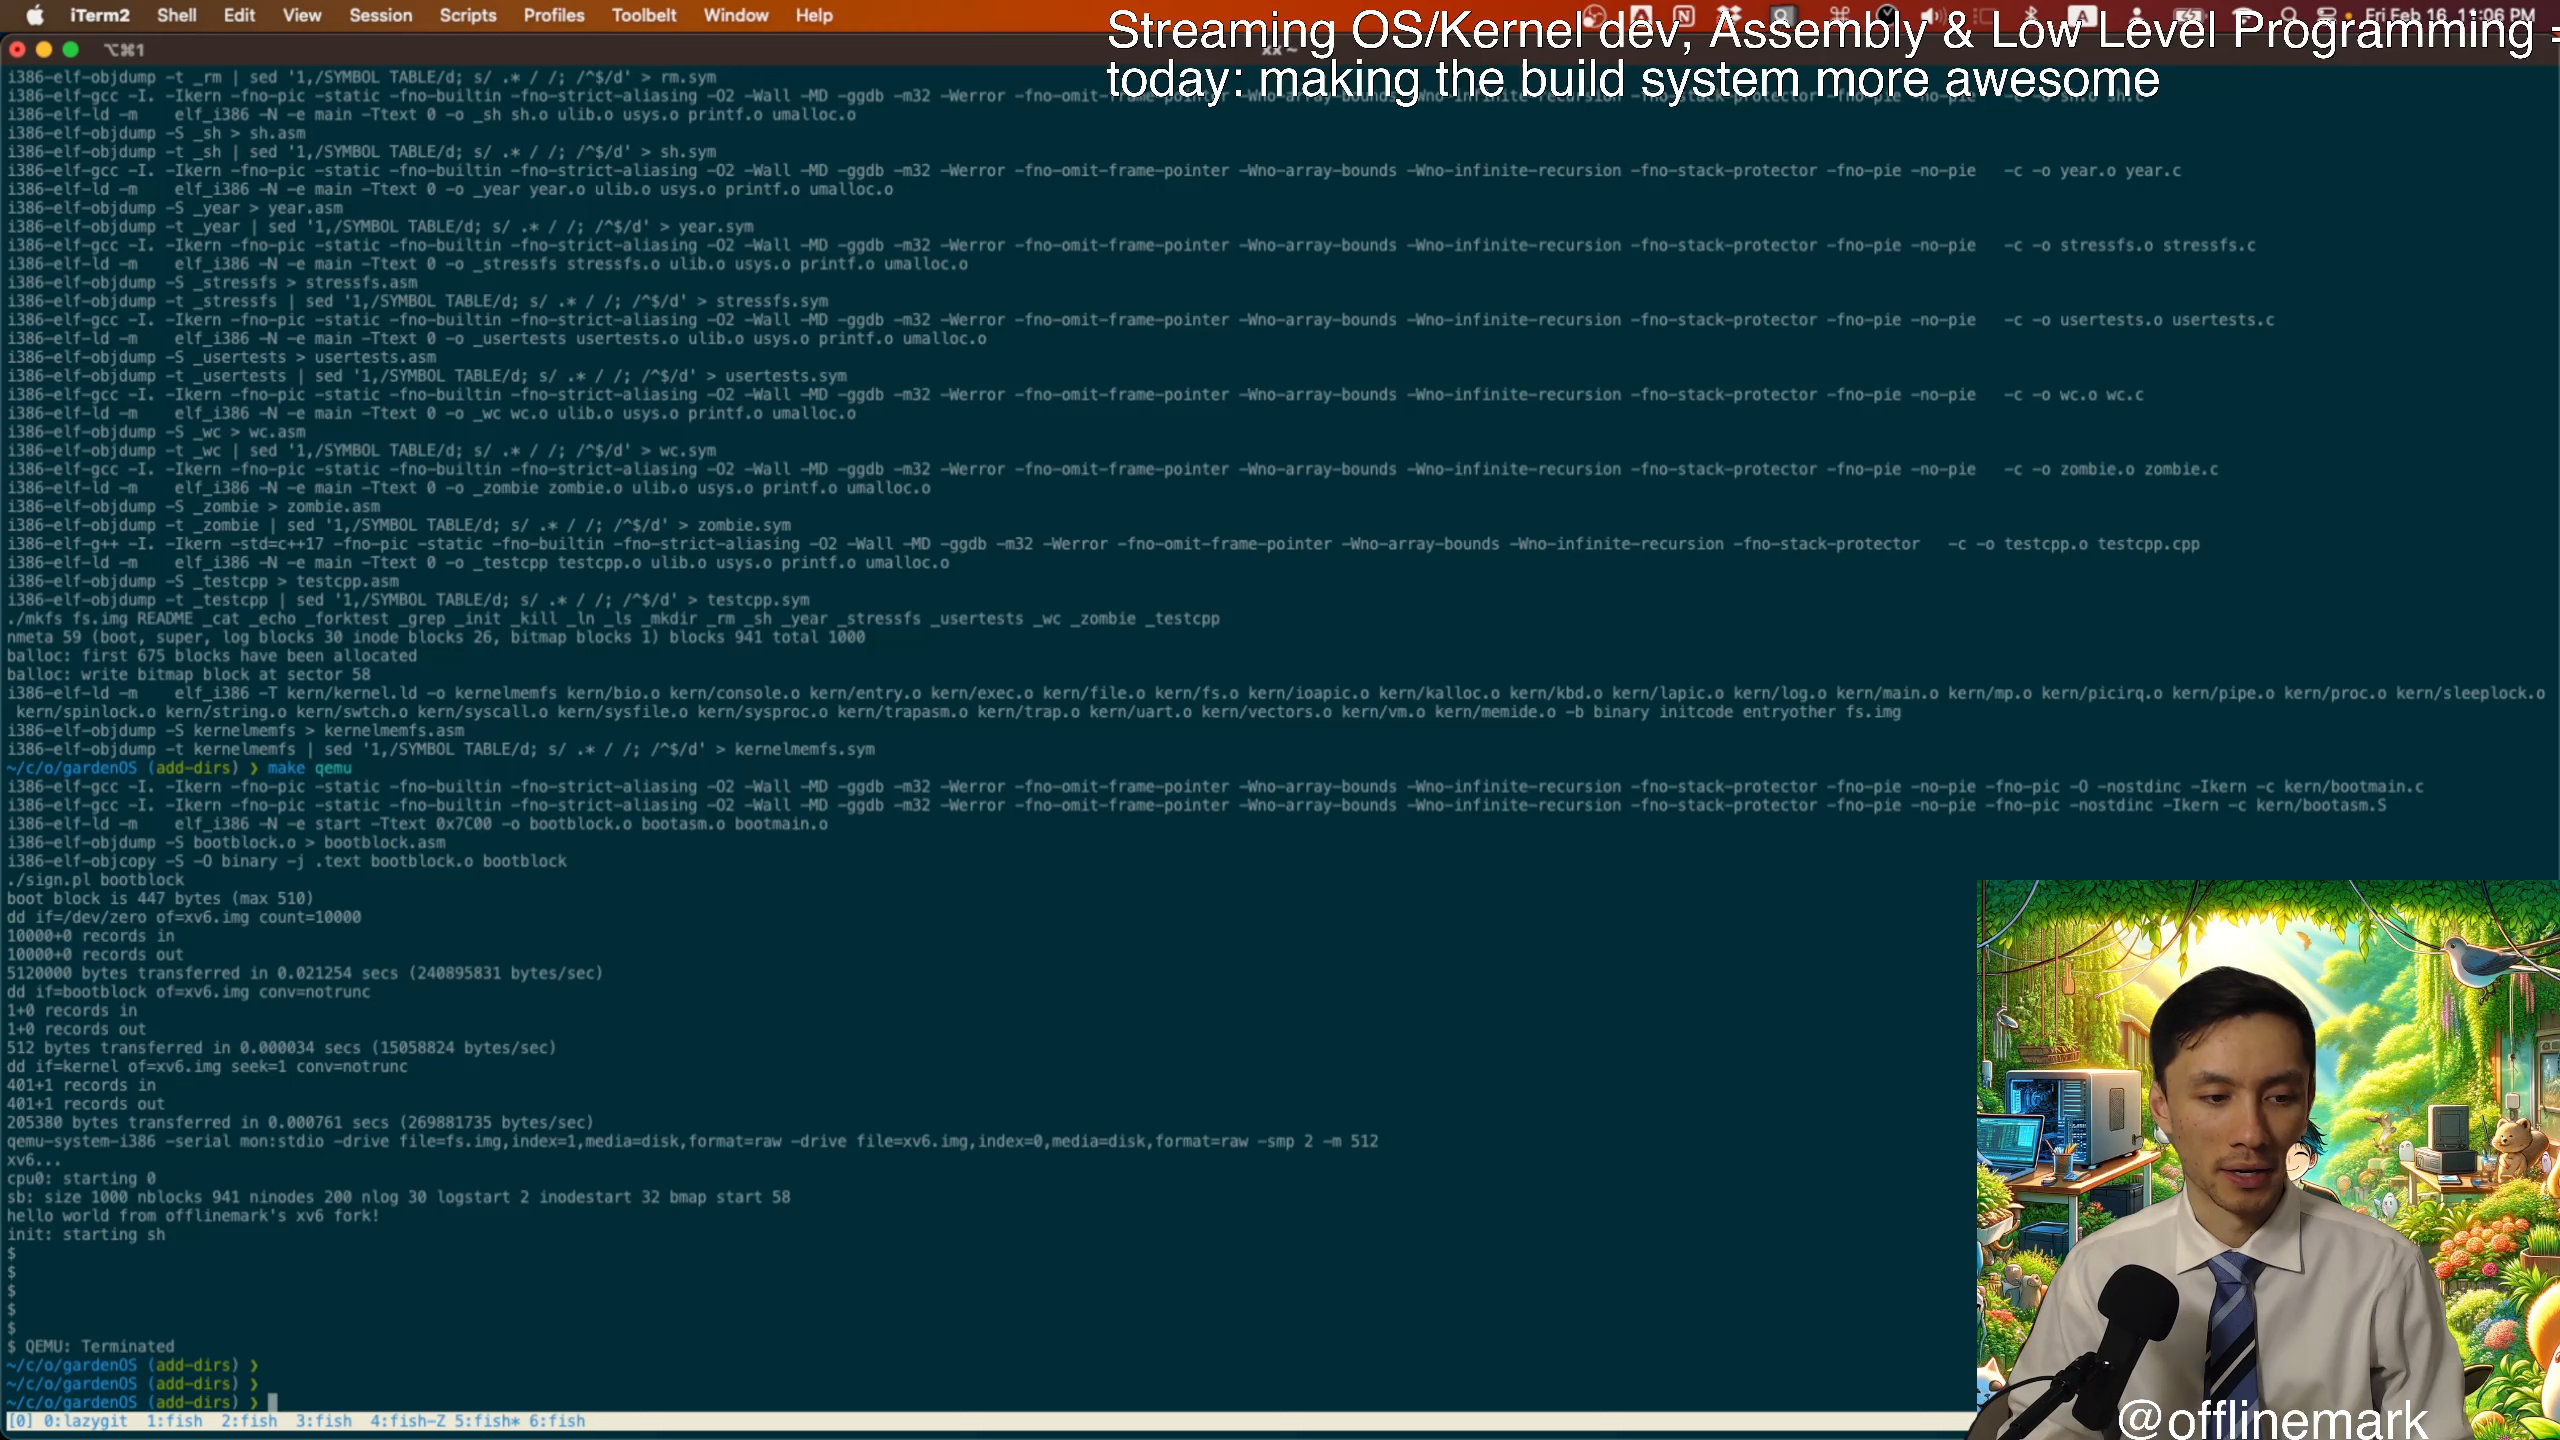 iTerm2 Shell Edit View Session Scripts Profiles Toolbelt Window Help
Fri Feb 16 11:06 PM
Streaming OS/Kernel dev, Assembly & Low Level Programming =
today: making the build system more awesome
⌥⌘1
i386-elf-objdump -t _rm | sed '1,/SYMBOL TABLE/d; s/ .* / /; /^$/d' > rm.sym
i386-elf-gcc -I. -Ikern -fno-pic -static -fno-builtin -fno-strict-aliasing -O2 -Wall -MD -ggdb -m32 -Werror -fno-omit-frame-pointer -Wno-array-bounds -Wno-infinite-recursion -fno-stack-protector -fno-pie -no-pie   -c -o sh.o sh.c
i386-elf-ld -m    elf_i386 -N -e main -Ttext 0 -o _sh sh.o ulib.o usys.o printf.o umalloc.o
i386-elf-objdump -S _sh > sh.asm
i386-elf-objdump -t _sh | sed '1,/SYMBOL TABLE/d; s/ .* / /; /^$/d' > sh.sym
i386-elf-gcc -I. -Ikern -fno-pic -static -fno-builtin -fno-strict-aliasing -O2 -Wall -MD -ggdb -m32 -Werror -fno-omit-frame-pointer -Wno-array-bounds -Wno-infinite-recursion -fno-stack-protector -fno-pie -no-pie   -c -o year.o year.c
i386-elf-ld -m    elf_i386 -N -e main -Ttext 0 -o _year year.o ulib.o usys.o printf.o umalloc.o
i386-elf-objdump -S _year > year.asm
i386-elf-objdump -t _year | sed '1,/SYMBOL TABLE/d; s/ .* / /; /^$/d' > year.sym
i386-elf-gcc -I. -Ikern -fno-pic -static -fno-builtin -fno-strict-aliasing -O2 -Wall -MD -ggdb -m32 -Werror -fno-omit-frame-pointer -Wno-array-bounds -Wno-infinite-recursion -fno-stack-protector -fno-pie -no-pie   -c -o stressfs.o stressfs.c
i386-elf-ld -m    elf_i386 -N -e main -Ttext 0 -o _stressfs stressfs.o ulib.o usys.o printf.o umalloc.o
i386-elf-objdump -S _stressfs > stressfs.asm
i386-elf-objdump -t _stressfs | sed '1,/SYMBOL TABLE/d; s/ .* / /; /^$/d' > stressfs.sym
i386-elf-gcc -I. -Ikern -fno-pic -static -fno-builtin -fno-strict-aliasing -O2 -Wall -MD -ggdb -m32 -Werror -fno-omit-frame-pointer -Wno-array-bounds -Wno-infinite-recursion -fno-stack-protector -fno-pie -no-pie   -c -o usertests.o usertests.c
i386-elf-ld -m    elf_i386 -N -e main -Ttext 0 -o _usertests usertests.o ulib.o usys.o printf.o umalloc.o
i386-elf-objdump -S _usertests > usertests.asm
i386-elf-objdump -t _usertests | sed '1,/SYMBOL TABLE/d; s/ .* / /; /^$/d' > usertests.sym
i386-elf-gcc -I. -Ikern -fno-pic -static -fno-builtin -fno-strict-aliasing -O2 -Wall -MD -ggdb -m32 -Werror -fno-omit-frame-pointer -Wno-array-bounds -Wno-infinite-recursion -fno-stack-protector -fno-pie -no-pie   -c -o wc.o wc.c
i386-elf-ld -m    elf_i386 -N -e main -Ttext 0 -o _wc wc.o ulib.o usys.o printf.o umalloc.o
i386-elf-objdump -S _wc > wc.asm
i386-elf-objdump -t _wc | sed '1,/SYMBOL TABLE/d; s/ .* / /; /^$/d' > wc.sym
i386-elf-gcc -I. -Ikern -fno-pic -static -fno-builtin -fno-strict-aliasing -O2 -Wall -MD -ggdb -m32 -Werror -fno-omit-frame-pointer -Wno-array-bounds -Wno-infinite-recursion -fno-stack-protector -fno-pie -no-pie   -c -o zombie.o zombie.c
i386-elf-ld -m    elf_i386 -N -e main -Ttext 0 -o _zombie zombie.o ulib.o usys.o printf.o umalloc.o
i386-elf-objdump -S _zombie > zombie.asm
i386-elf-objdump -t _zombie | sed '1,/SYMBOL TABLE/d; s/ .* / /; /^$/d' > zombie.sym
i386-elf-g++ -I. -Ikern -std=c++17 -fno-pic -static -fno-builtin -fno-strict-aliasing -O2 -Wall -MD -ggdb -m32 -Werror -fno-omit-frame-pointer -Wno-array-bounds -Wno-infinite-recursion -fno-stack-protector   -c -o testcpp.o testcpp.cpp
i386-elf-ld -m    elf_i386 -N -e main -Ttext 0 -o _testcpp testcpp.o ulib.o usys.o printf.o umalloc.o
i386-elf-objdump -S _testcpp > testcpp.asm
i386-elf-objdump -t _testcpp | sed '1,/SYMBOL TABLE/d; s/ .* / /; /^$/d' > testcpp.sym
./mkfs fs.img README _cat _echo _forktest _grep _init _kill _ln _ls _mkdir _rm _sh _year _stressfs _usertests _wc _zombie _testcpp
nmeta 59 (boot, super, log blocks 30 inode blocks 26, bitmap blocks 1) blocks 941 total 1000
balloc: first 675 blocks have been allocated
balloc: write bitmap block at sector 58
i386-elf-ld -m    elf_i386 -T kern/kernel.ld -o kernelmemfs kern/bio.o kern/console.o kern/entry.o kern/exec.o kern/file.o kern/fs.o kern/ioapic.o kern/kalloc.o kern/kbd.o kern/lapic.o kern/log.o kern/main.o kern/mp.o kern/picirq.o kern/pipe.o kern/proc.o kern/sleeplock.o
kern/spinlock.o kern/string.o kern/swtch.o kern/syscall.o kern/sysfile.o kern/sysproc.o kern/trapasm.o kern/trap.o kern/uart.o kern/vectors.o kern/vm.o kern/memide.o -b binary initcode entryother fs.img
i386-elf-objdump -S kernelmemfs > kernelmemfs.asm
i386-elf-objdump -t kernelmemfs | sed '1,/SYMBOL TABLE/d; s/ .* / /; /^$/d' > kernelmemfs.sym
~/c/o/gardenOS (add-dirs) ❯ make qemu
i386-elf-gcc -I. -Ikern -fno-pic -static -fno-builtin -fno-strict-aliasing -O2 -Wall -MD -ggdb -m32 -Werror -fno-omit-frame-pointer -Wno-array-bounds -Wno-infinite-recursion -fno-stack-protector -fno-pie -no-pie -fno-pic -O -nostdinc -Ikern -c kern/bootmain.c
i386-elf-gcc -I. -Ikern -fno-pic -static -fno-builtin -fno-strict-aliasing -O2 -Wall -MD -ggdb -m32 -Werror -fno-omit-frame-pointer -Wno-array-bounds -Wno-infinite-recursion -fno-stack-protector -fno-pie -no-pie -fno-pic -nostdinc -Ikern -c kern/bootasm.S
i386-elf-ld -m    elf_i386 -N -e start -Ttext 0x7C00 -o bootblock.o bootasm.o bootmain.o
i386-elf-objdump -S bootblock.o > bootblock.asm
i386-elf-objcopy -S -O binary -j .text bootblock.o bootblock
./sign.pl bootblock
boot block is 447 bytes (max 510)
dd if=/dev/zero of=xv6.img count=10000
10000+0 records in
10000+0 records out
5120000 bytes transferred in 0.021254 secs (240895831 bytes/sec)
dd if=bootblock of=xv6.img conv=notrunc
1+0 records in
1+0 records out
512 bytes transferred in 0.000034 secs (15058824 bytes/sec)
dd if=kernel of=xv6.img seek=1 conv=notrunc
401+1 records in
401+1 records out
205380 bytes transferred in 0.000761 secs (269881735 bytes/sec)
qemu-system-i386 -serial mon:stdio -drive file=fs.img,index=1,media=disk,format=raw -drive file=xv6.img,index=0,media=disk,format=raw -smp 2 -m 512
xv6...
cpu0: starting 0
sb: size 1000 nblocks 941 ninodes 200 nlog 30 logstart 2 inodestart 32 bmap start 58
hello world from offlinemark's xv6 fork!
init: starting sh
$
$
$
$
$
$ QEMU: Terminated
~/c/o/gardenOS (add-dirs) ❯
~/c/o/gardenOS (add-dirs) ❯
~/c/o/gardenOS (add-dirs) ❯
[0] 0:lazygit 1:fish 2:fish 3:fish 4:fish-Z 5:fish* 6:fish
@offlinemark